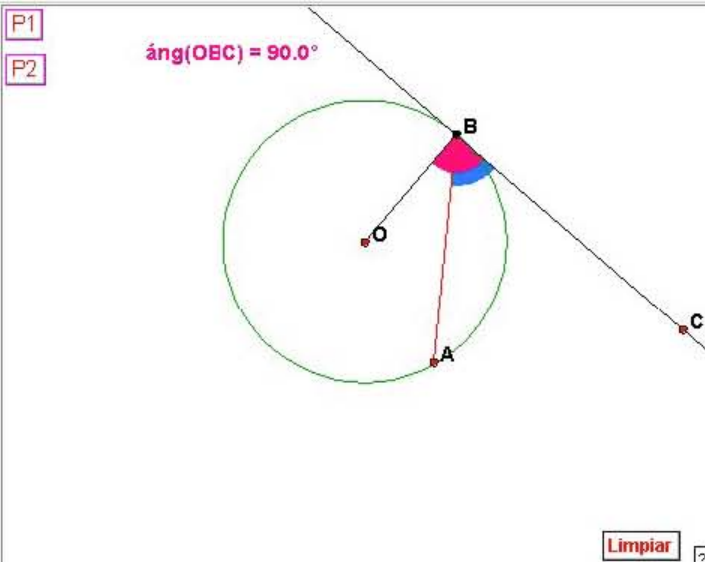 P1
áng(OBC) = 90.0°
P2
B
O
C
A
Limpiar
?